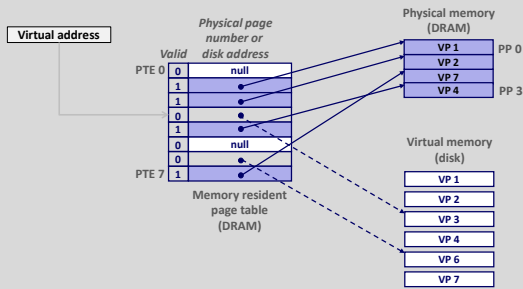 Virtual address
Physical page
number or
disk address
Valid
PTE 0
0
null
1
1
0
1
0
null
0
PTE 7
1
Memory resident
page table
(DRAM)
Physical memory
(DRAM)
VP 1
PP 0
VP 2
VP 7
VP 4
PP 3
Virtual memory
(disk)
VP 1
VP 2
VP 3
VP 4
VP 6
VP 7